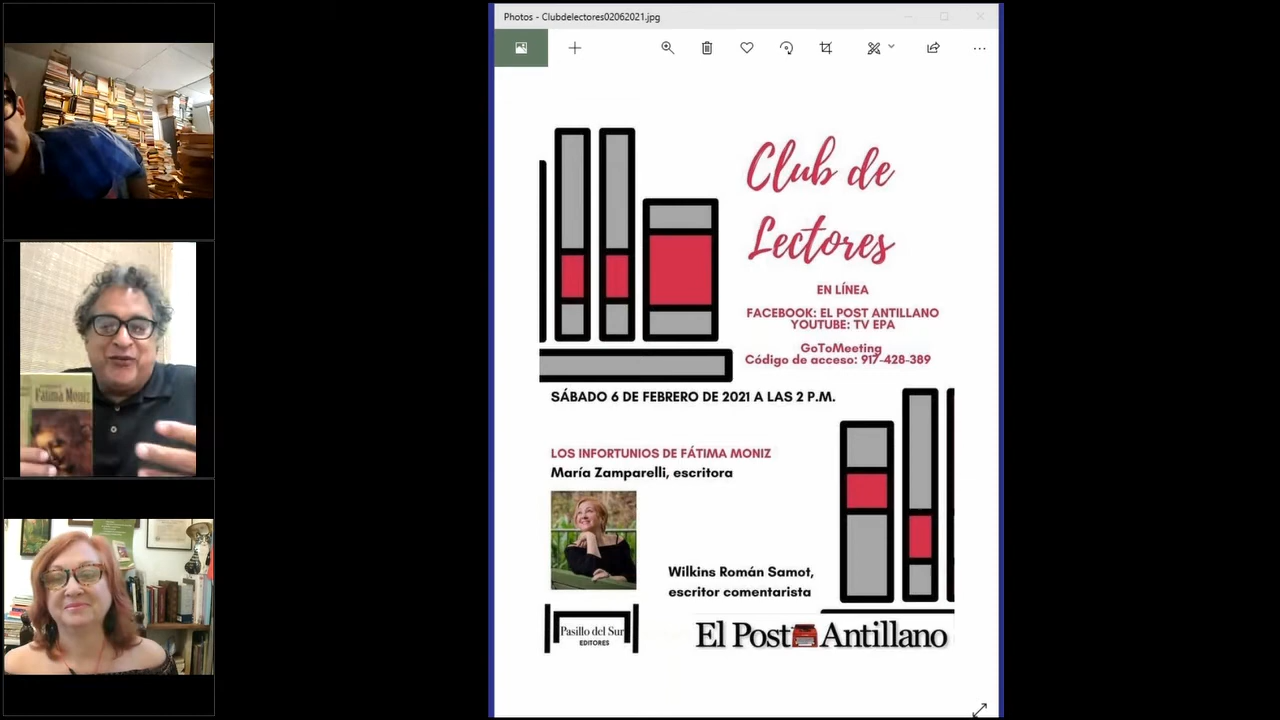 Photos - Clubdelectores02062021.jpg
Club de
Lectores
EN LÍNEA
FACEBOOK: EL POST ANTILLANO
YOUTUBE: TV EPA
GoToMeeting
Código de acceso: 917-428-389
SÁBADO 6 DE FEBRERO DE 2021 A LAS 2 P.M.
LOS INFORTUNIOS DE FÁTIMA MONIZ
María Zamparelli, escritora
Wilkins Román Samot,
escritor comentarista
Pasillo del Sur
EDITORES
El Post Antillano
Fátima Moniz